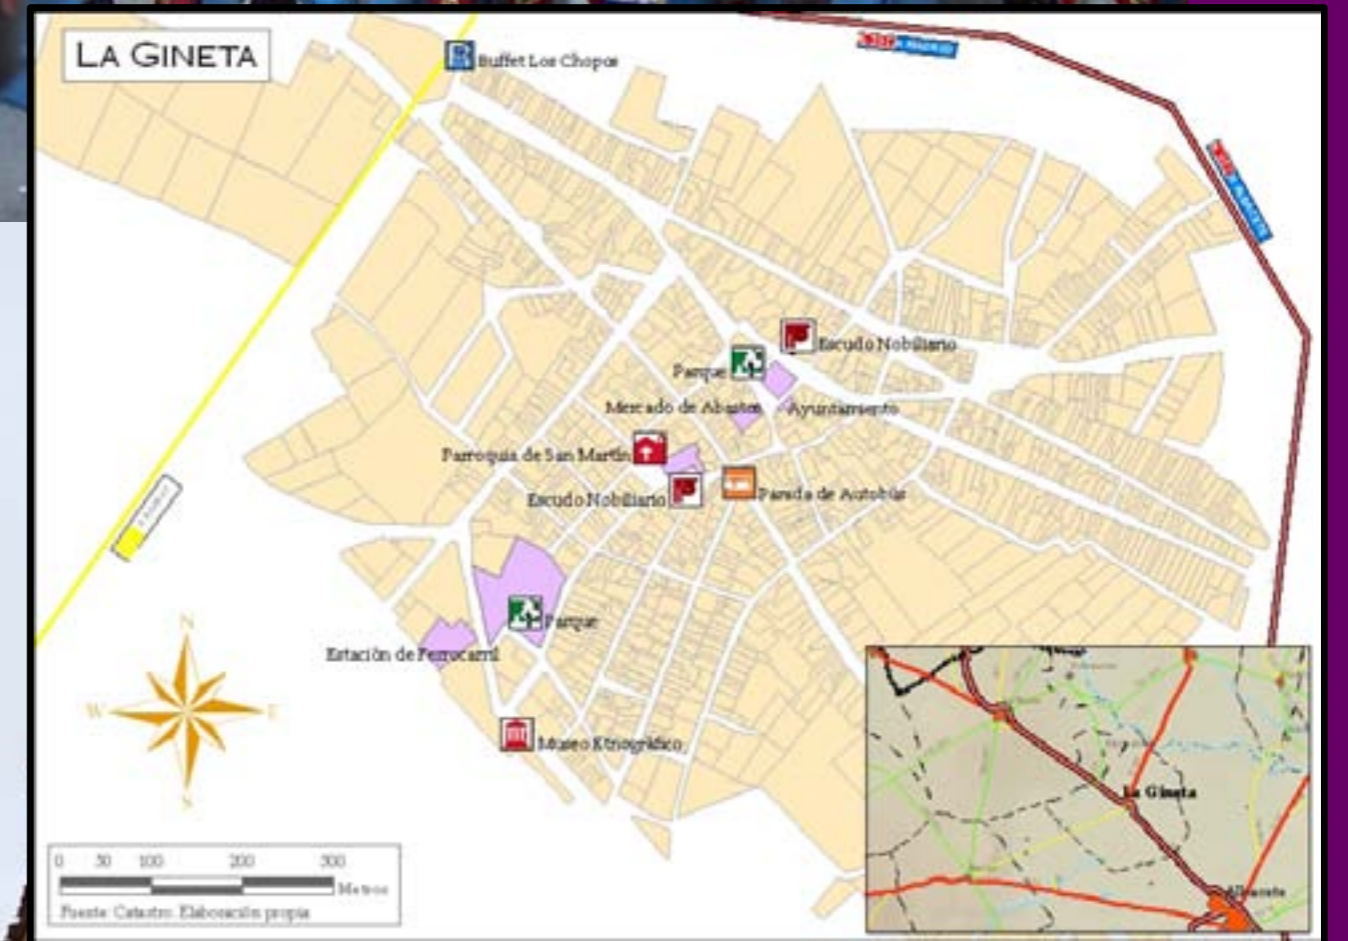 LA GINETA
Buffet Los Chopos
Escudo Nobiliario
Parque
Mercado de Abastos
Ayuntamiento
Parroquia de San Martín
Escudo Nobiliario
Parada de Autobús
Parque
Estación de Ferrocarril
Museo Etnográfico
N
W
E
S
0 50 100 200 300
Metros
Fuente: Catastro. Elaboración propia
La Gineta
Albacete